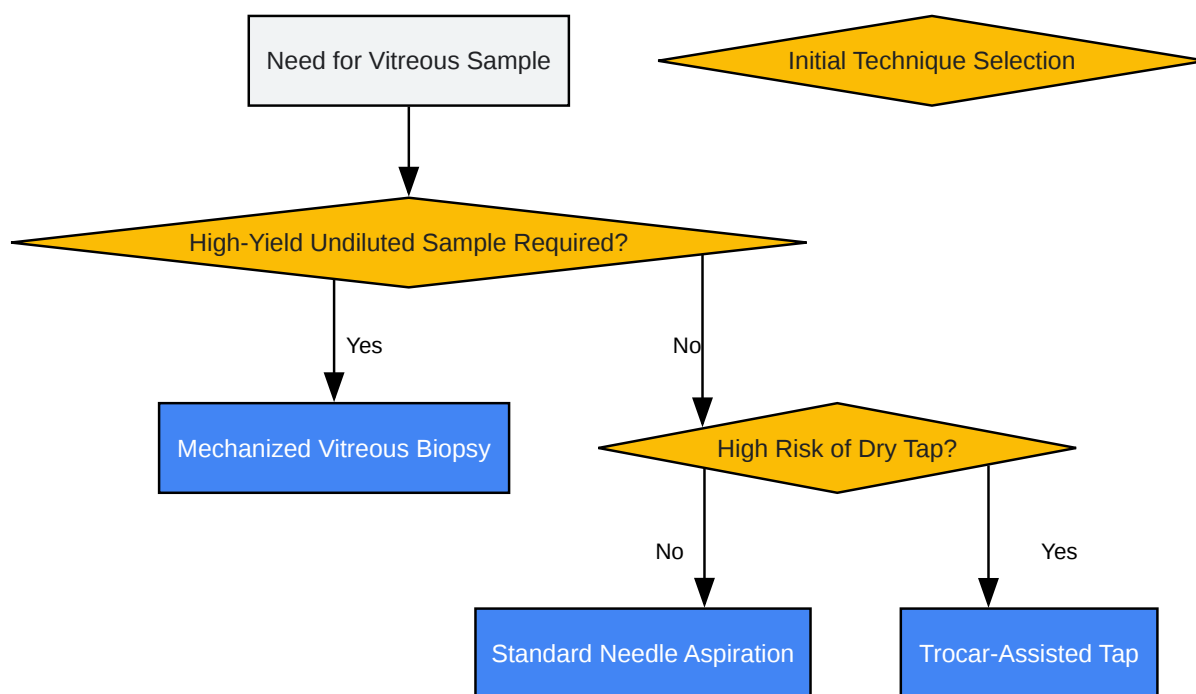 Need for Vitreous Sample
Initial Technique Selection
High-Yield Undiluted Sample Required?
Yes
No
Mechanized Vitreous Biopsy
High Risk of Dry Tap?
No
Yes
Standard Needle Aspiration
Trocar-Assisted Tap